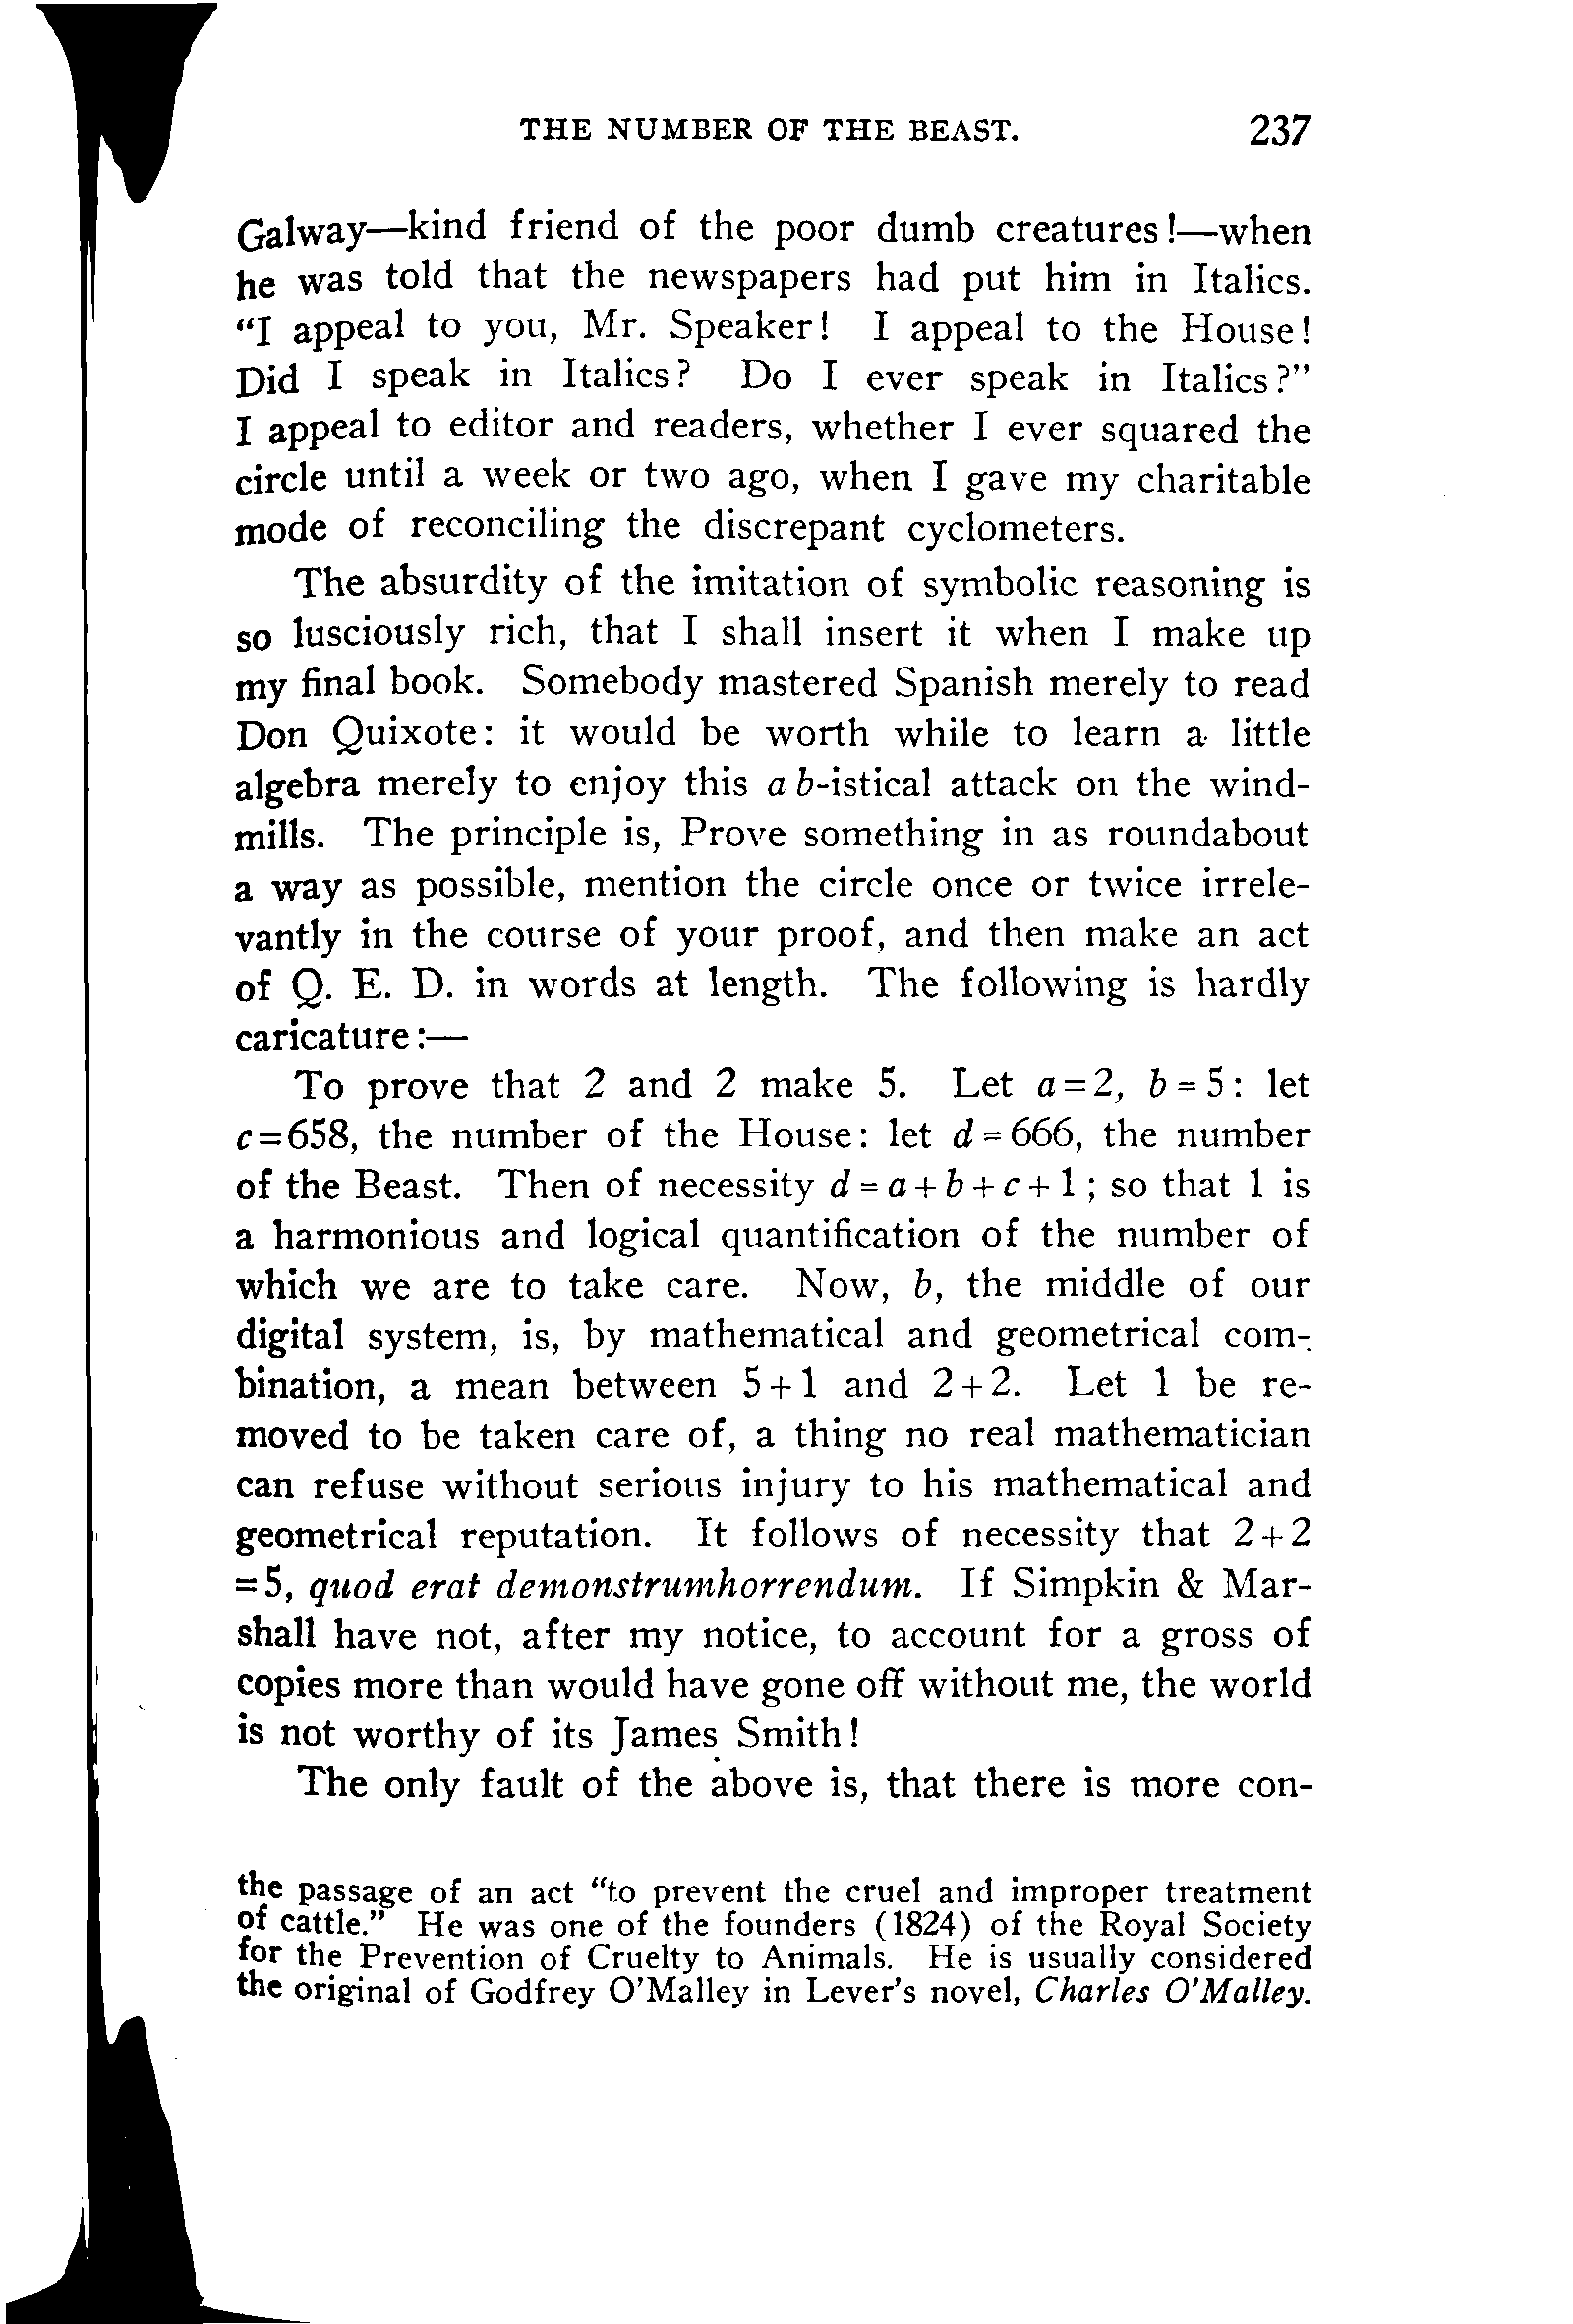 THE NUMBER OF THE BEAST. 237
Galway—kind friend of the poor dumb creatures!—when
he was told that the newspapers had put him in Italics.
"I appeal to you, Mr. Speaker! I appeal to the House!
Did I speak in Italics? Do I ever speak in Italics?"
I appeal to editor and readers, whether I ever squared the
circle until a week or two ago, when I gave my charitable
mode of reconciling the discrepant cyclometers.
The absurdity of the imitation of symbolic reasoning is
so lusciously rich, that I shall insert it when I make up
my final book. Somebody mastered Spanish merely to read
Don Quixote: it would be worth while to learn a little
algebra merely to enjoy this a b-istical attack on the wind-
mills. The principle is, Prove something in as roundabout
a way as possible, mention the circle once or twice irrele-
vantly in the course of your proof, and then make an act
of Q. E. D. in words at length. The following is hardly
caricature:—
To prove that 2 and 2 make 5. Let a=2, b=5: let
c=658, the number of the House: let d=666, the number
of the Beast. Then of necessity d=a+b+c+1; so that 1 is
a harmonious and logical quantification of the number of
which we are to take care. Now, b, the middle of our
digital system, is, by mathematical and geometrical com-
bination, a mean between 5+1 and 2+2. Let 1 be re-
moved to be taken care of, a thing no real mathematician
can refuse without serious injury to his mathematical and
geometrical reputation. It follows of necessity that 2+2
=5, quod erat demonstrumhorrendum. If Simpkin & Mar-
shall have not, after my notice, to account for a gross of
copies more than would have gone off without me, the world
is not worthy of its James Smith!
The only fault of the above is, that there is more con-
the passage of an act "to prevent the cruel and improper treatment
of cattle." He was one of the founders (1824) of the Royal Society
for the Prevention of Cruelty to Animals. He is usually considered
the original of Godfrey O'Malley in Lever's novel, Charles O'Malley.